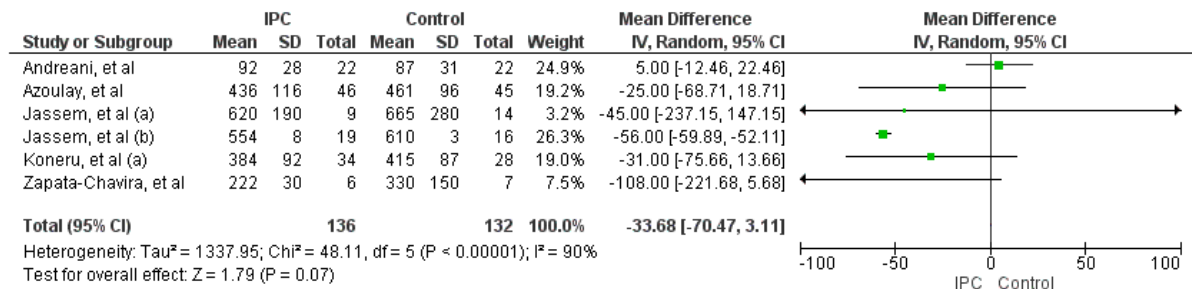 IPC Control Mean Difference Mean Difference
Study or Subgroup Mean SD Total Mean SD Total Weight IV, Random, 95% CI IV, Random, 95% CI
Andreani, et al 92 28 22 87 31 22 24.9% 5.00 [-12.46, 22.46]
Azoulay, et al 436 116 46 461 96 45 19.2% -25.00 [-68.71, 18.71]
Jassem, et al (a) 620 190 9 665 280 14 3.2% -45.00 [-237.15, 147.15]
Jassem, et al (b) 554 8 19 610 3 16 26.3% -56.00 [-59.89, -52.11]
Koneru, et al (a) 384 92 34 415 87 28 19.0% -31.00 [-75.66, 13.66]
Zapata-Chavira, et al 222 30 6 330 150 7 7.5% -108.00 [-221.68, 5.68]
Total (95% CI) 136 132 100.0% -33.68 [-70.47, 3.11]
Heterogeneity: Tau² = 1337.95; Chi² = 48.11, df = 5 (P < 0.00001); I² = 90%
Test for overall effect: Z = 1.79 (P = 0.07)
-100 -50 0 50 100
IPC Control